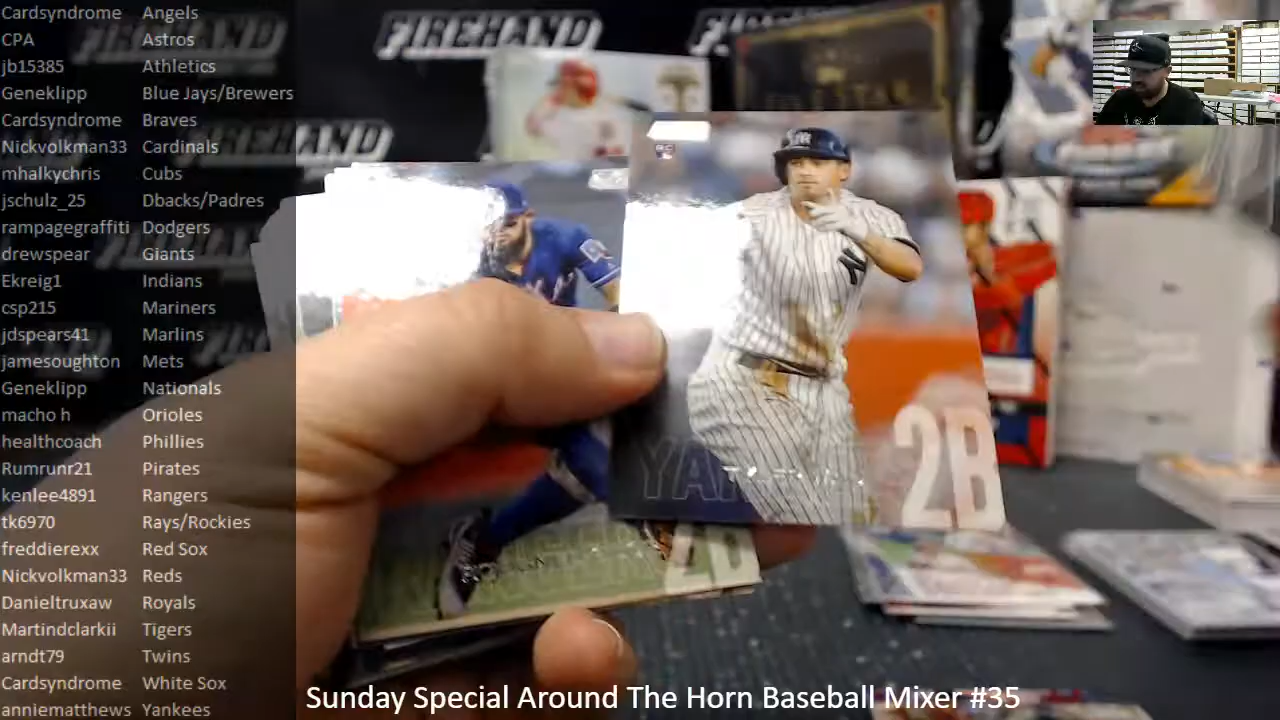 Cardsyndrome Angels
CPA Astros
jb15385 Athletics
Geneklipp Blue Jays/Brewers
Cardsyndrome Braves
Nickvolkman33 Cardinals
mhalkychris Cubs
jschulz_25 Dbacks/Padres
rampagegraffiti Dodgers
drewspear Giants
Ekreig1 Indians
csp215 Mariners
jdspears41 Marlins
jamesoughton Mets
Geneklipp Nationals
macho h Orioles
healthcoach Phillies
Rumrunr21 Pirates
kenlee4891 Rangers
tk6970 Rays/Rockies
freddierexx Red Sox
Nickvolkman33 Reds
Danieltruxaw Royals
Martindclarkii Tigers
arndt79 Twins
Cardsyndrome White Sox
anniematthews Yankees
FIREHAND
FIREHAND
RC
2B
2B
Sunday Special Around The Horn Baseball Mixer #35